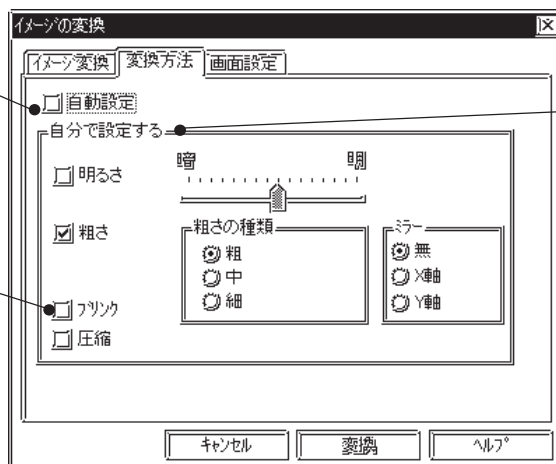 イメージの変換
イメージ変換 変換方法 画面設定
自動設定
自分で設定する
明るさ
暗 明
粗さ
粗さの種類
粗
中
細
ミラー
無
X軸
Y軸
ブリンク
圧縮
キャンセル 変換 ヘルプ